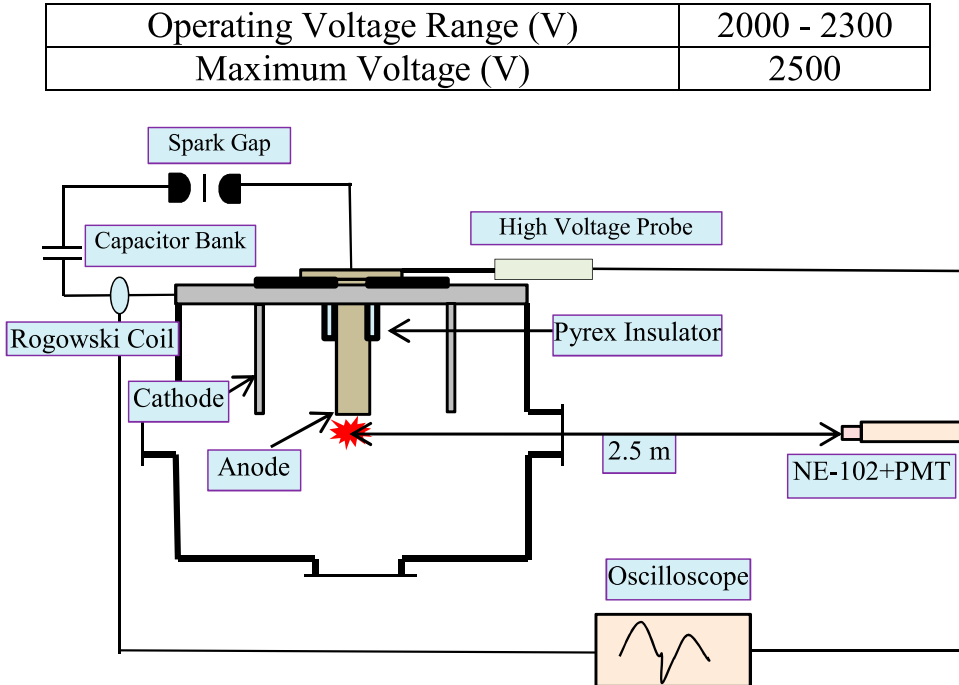 Operating Voltage Range (V) 2000 - 2300
Maximum Voltage (V) 2500
Spark Gap
High Voltage Probe
Capacitor Bank
Rogowski Coil
Pyrex Insulator
Cathode
Anode
2.5 m
NE-102+PMT
Oscilloscope